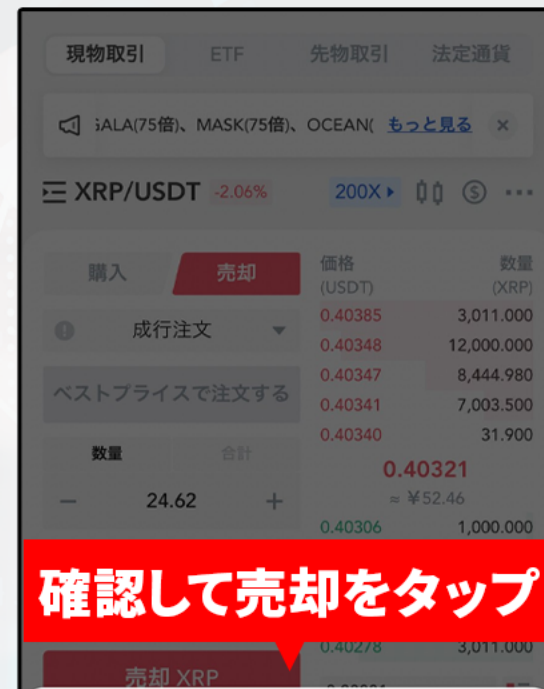 現物取引 ETF 先物取引 法定通貨
GALA(75倍)、MASK(75倍)、OCEAN( もっと見る ×
XRP/USDT -2.06% 200X
購入 売却
成行注文
ベストプライスで注文する
数量 合計
− 24.62 +
価格 数量
(USDT) (XRP)
0.40385 3,011.000
0.40348 12,000.000
0.40347 8,444.980
0.40341 7,003.500
0.40340 31.900
0.40321
≈ ¥52.46
0.40306 1,000.000
確認して売却をタップ
0.40278 3,011.000
売却 XRP